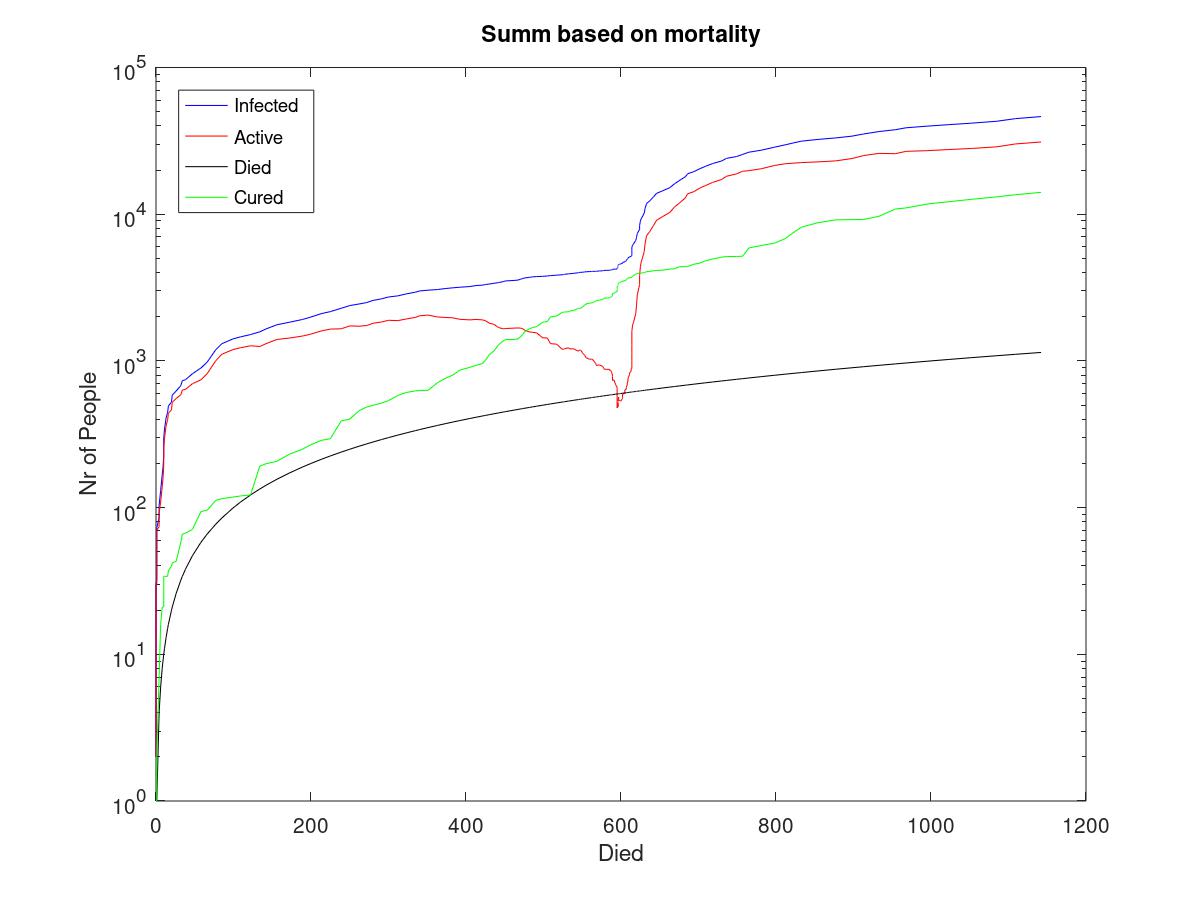 Summ based on mortality
10^5
10^4
10^3
10^2
10^1
10^0
Nr of People
Infected
Active
Died
Cured
0 200 400 600 800 1000 1200
Died